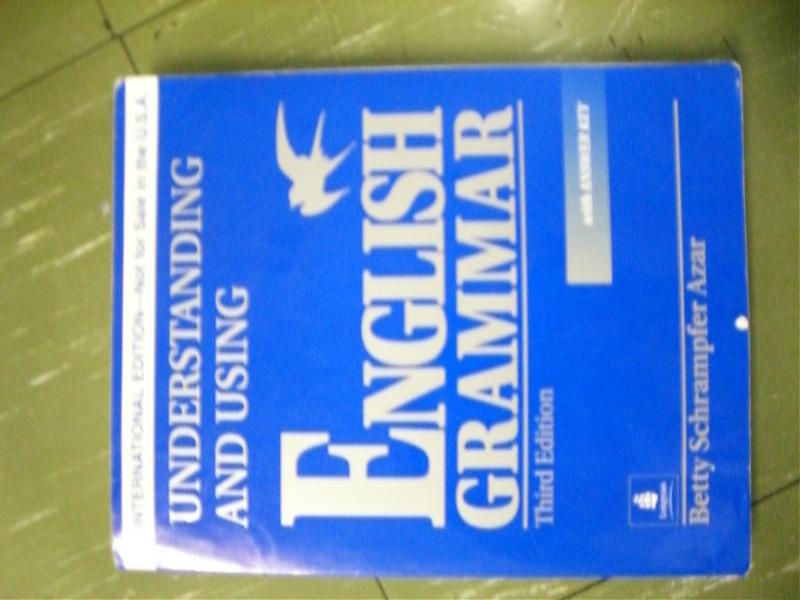 INTERNATIONAL EDITION—Not for Sale in the U.S.A.
UNDERSTANDING
AND USING
ENGLISH
GRAMMAR
Third Edition
with ANSWER KEY
Longman
Betty Schrampfer Azar